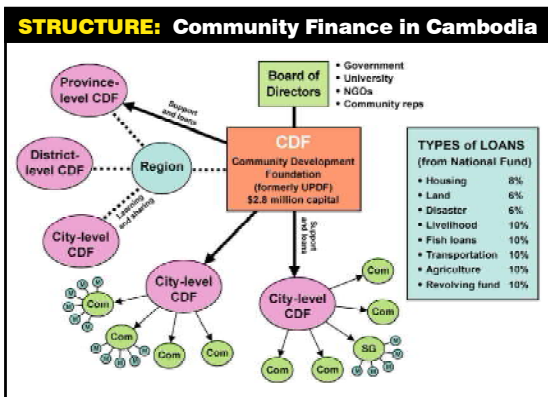 STRUCTURE: Community Finance in Cambodia
Province-
level CDF
Support
and loans
Board of
Directors
• Government
• University
• NGOs
• Community reps
District-
level CDF
Region
CDF
Community Development
Foundation
(formerly UPDF)
$2.8 million capital
Learning
and sharing
City-level
CDF
Support
and loans
TYPES of LOANS
(from National Fund)
• Housing 8%
• Land 6%
• Disaster 6%
• Livelihood 10%
• Fish loans 10%
• Transportation 10%
• Agriculture 10%
• Revolving fund 10%
City-level
CDF
Com
Com
Com
Com
M
M
M
M
M
M
M
M
M
M
M
City-level
CDF
Com
Com
SG
Com
Com
M
M
M
M
M